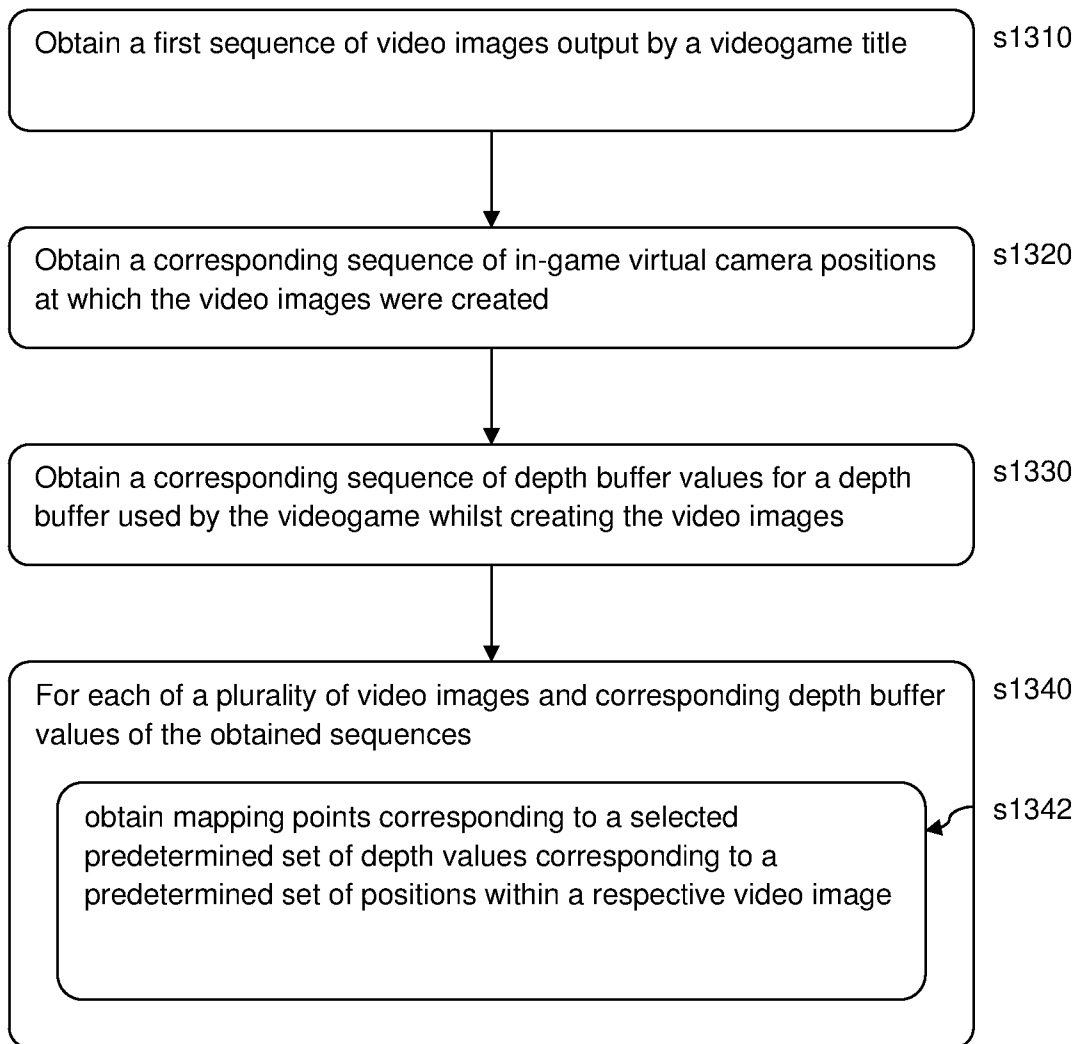 Obtain a first sequence of video images output by a videogame title
s1310
Obtain a corresponding sequence of in-game virtual camera positions
at which the video images were created
s1320
Obtain a corresponding sequence of depth buffer values for a depth
buffer used by the videogame whilst creating the video images
s1330
For each of a plurality of video images and corresponding depth buffer
values of the obtained sequences
s1340
obtain mapping points corresponding to a selected
predetermined set of depth values corresponding to a
predetermined set of positions within a respective video image
s1342